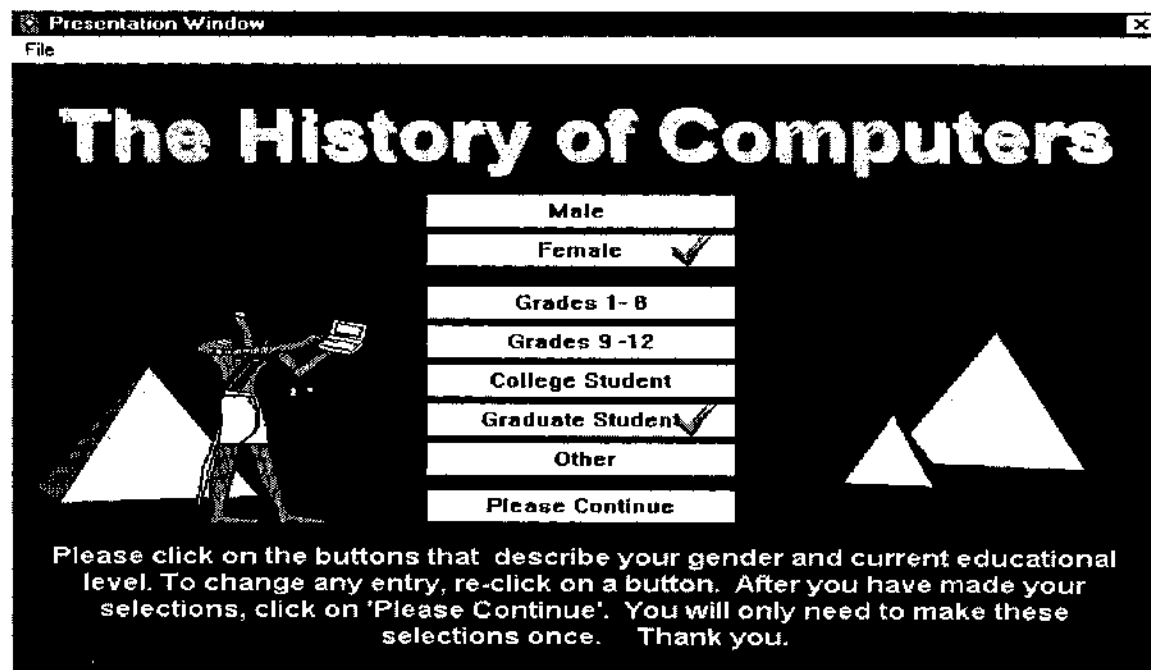 Presentation Window
File
The History of Computers
Male
Female
Grades 1- 8
Grades 9 -12
College Student
Graduate Student
Other
Please Continue
Please click on the buttons that describe your gender and current educational
level. To change any entry, re-click on a button. After you have made your
selections, click on 'Please Continue'. You will only need to make these
selections once. Thank you.